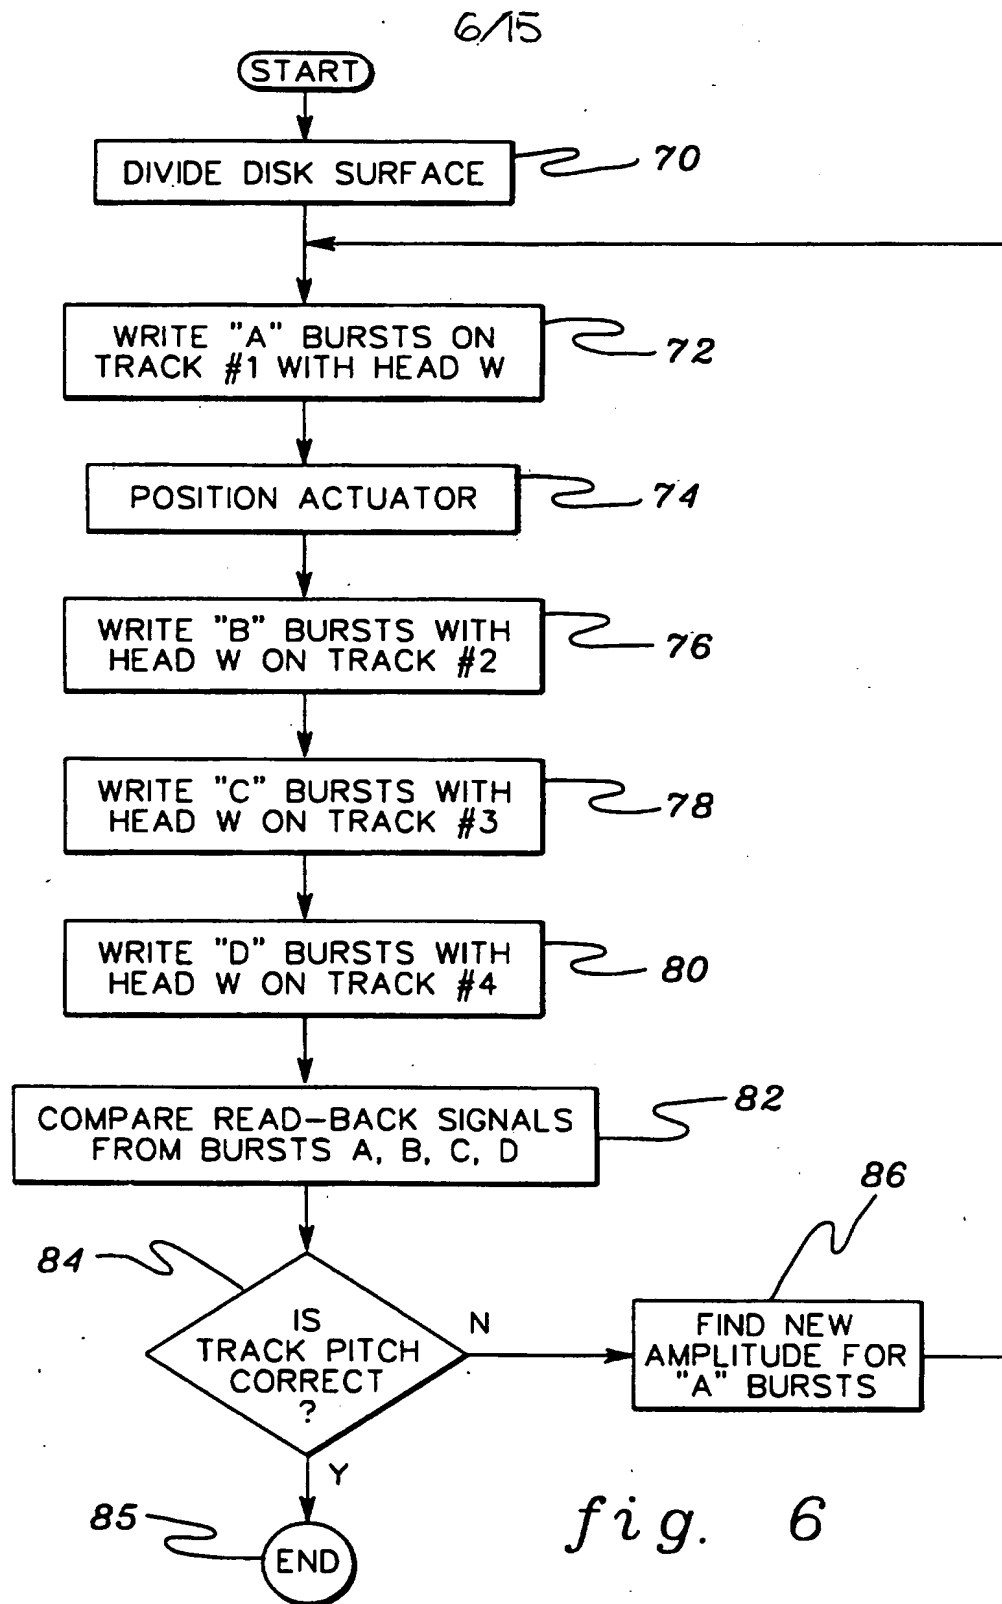 6/15
START
DIVIDE DISK SURFACE
70
WRITE "A" BURSTS ON
TRACK #1 WITH HEAD W
72
POSITION ACTUATOR
74
WRITE "B" BURSTS WITH
HEAD W ON TRACK #2
76
WRITE "C" BURSTS WITH
HEAD W ON TRACK #3
78
WRITE "D" BURSTS WITH
HEAD W ON TRACK #4
80
COMPARE READ-BACK SIGNALS
FROM BURSTS A, B, C, D
82
84
IS
TRACK PITCH
CORRECT
?
N
86
FIND NEW
AMPLITUDE FOR
"A" BURSTS
Y
85
END
fig. 6